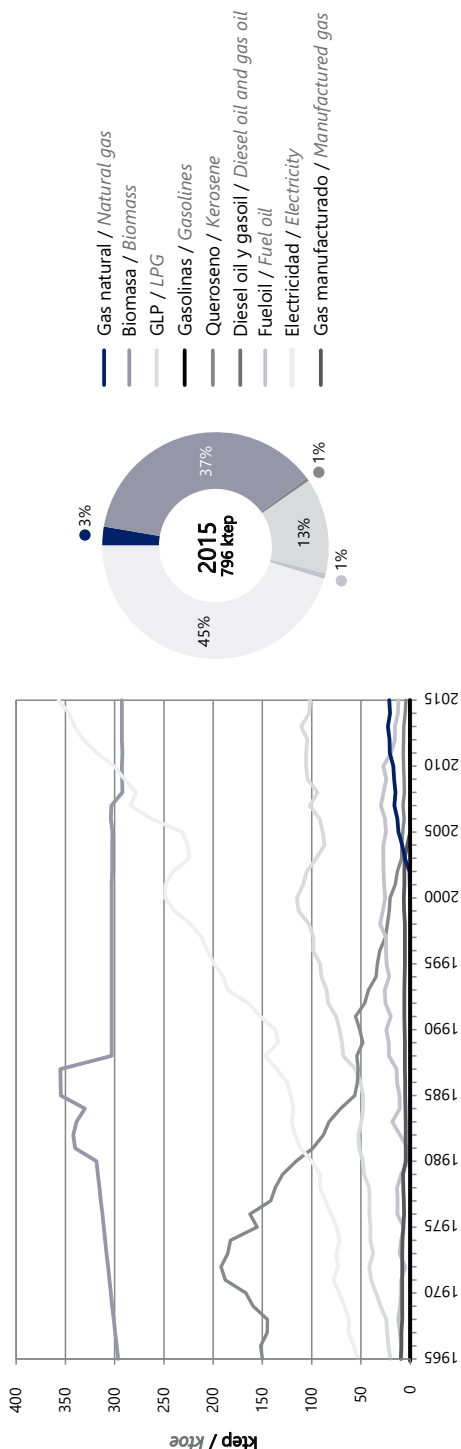 400
350
300
250
200
150
100
50
0
ktep / ktoe
1965
1970
1975
1980
1985
1990
1995
2000
2005
2010
2015
3%
37%
1%
13%
1%
45%
2015
796 ktep
Gas natural / Natural gas
Biomasa / Biomass
GLP / LPG
Gasolinas / Gasolines
Queroseno / Kerosene
Diesel oil y gasoil / Diesel oil and gas oil
Fueloil / Fuel oil
Electricidad / Electricity
Gas manufacturado / Manufactured gas